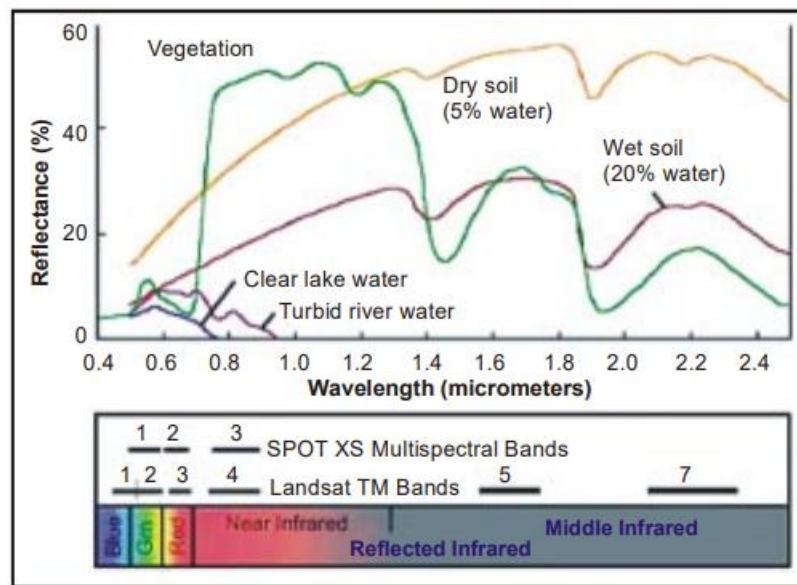 60
Vegetation
Dry soil
(5% water)
40
Wet soil
(20% water)
Reflectance (%)
20
Clear lake water
Turbid river water
0
0.4 0.6 0.8 1.0 1.2 1.4 1.6 1.8 2.0 2.2 2.4
Wavelength (micrometers)
1 2 3
SPOT XS Multispectral Bands
1 2 3 4 5 7
Landsat TM Bands
Blue Grn Red Near Infrared Middle Infrared
Reflected Infrared